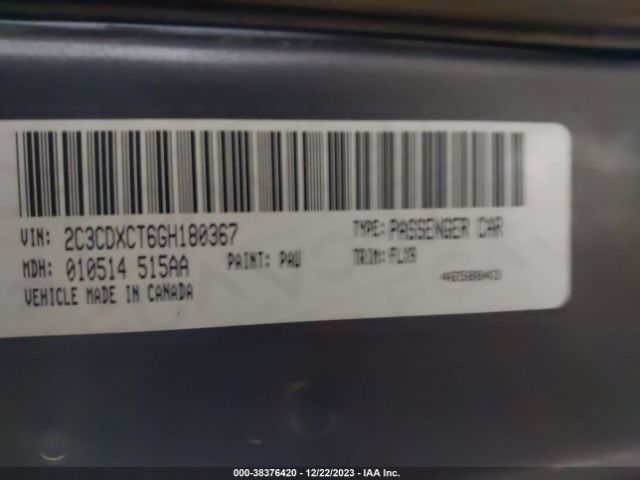 VIN: 2C3CDXCT6GH180367 TYPE: PASSENGER CAR
MDH: 010514 515AA PAINT: PAU TRIM: FLX9
VEHICLE MADE IN CANADA
000-38376420 - 12/22/2023 - IAA Inc.